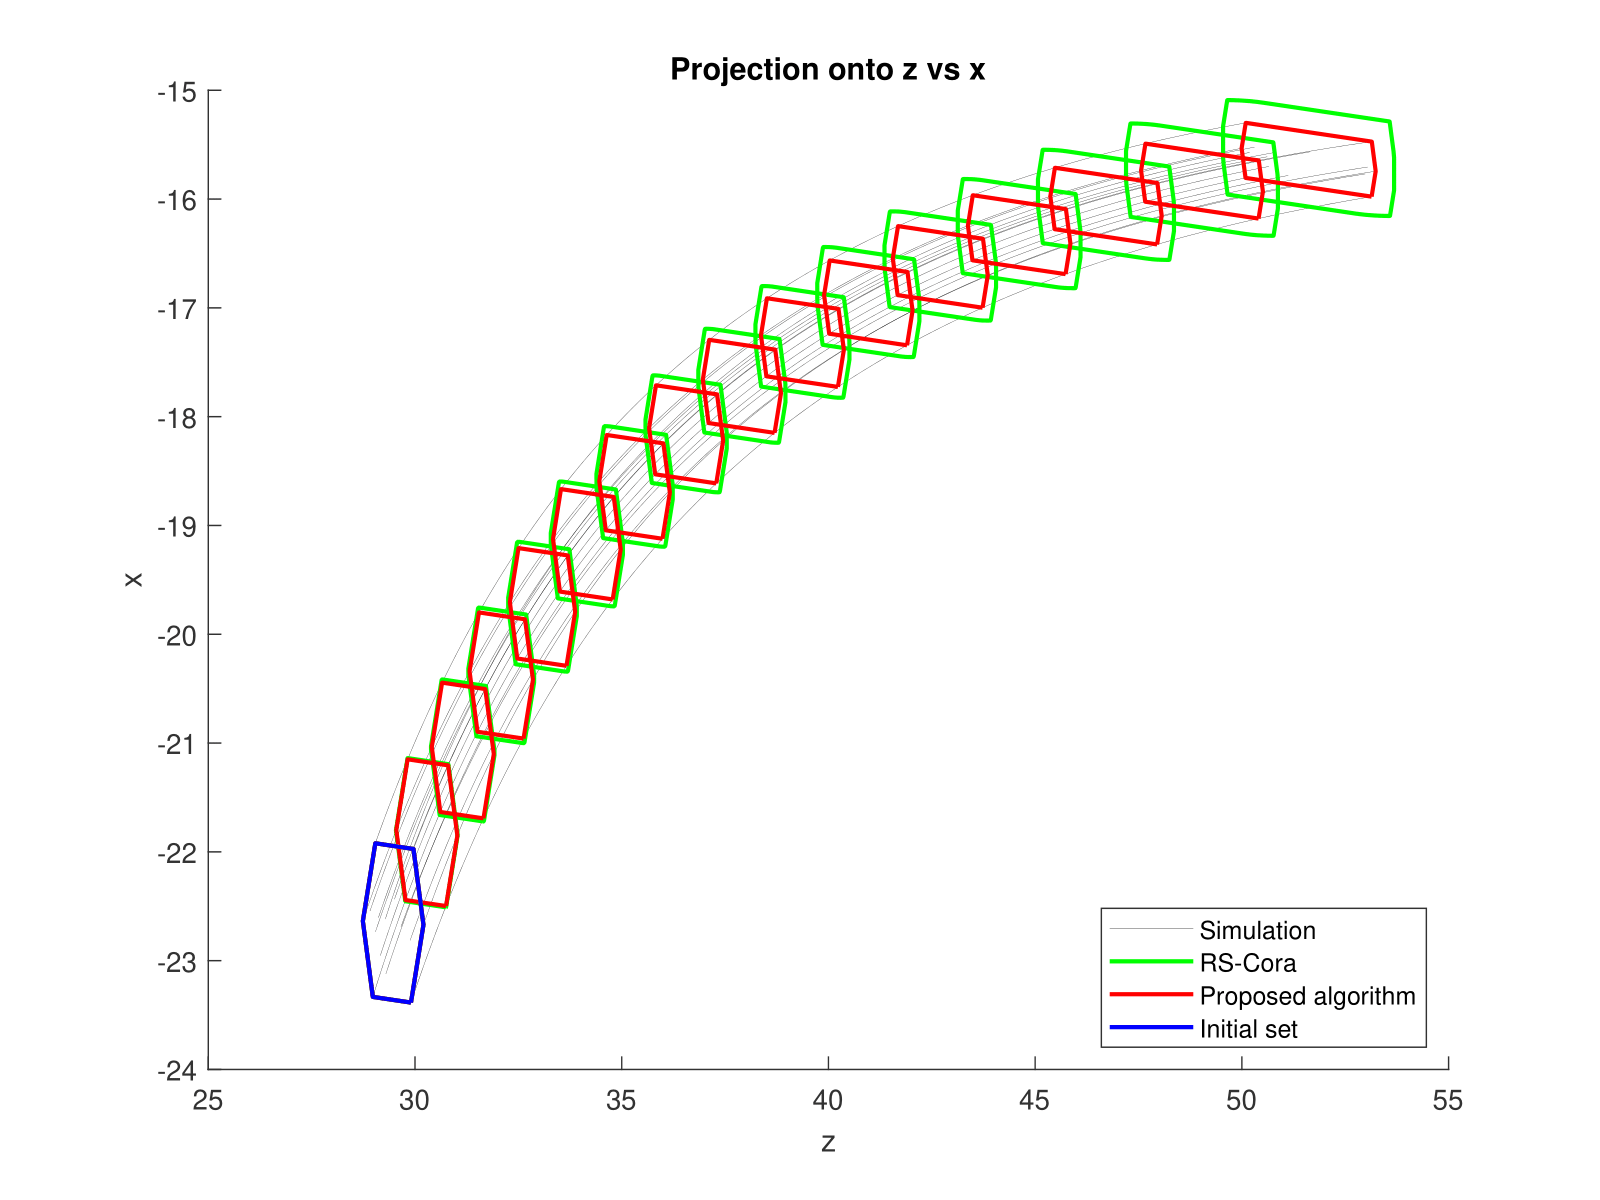 Projection onto z vs x
-15
-16
-17
-18
-19
-20
-21
-22
-23
-24
x
25
30
35
40
45
50
55
z
Simulation
RS-Cora
Proposed algorithm
Initial set